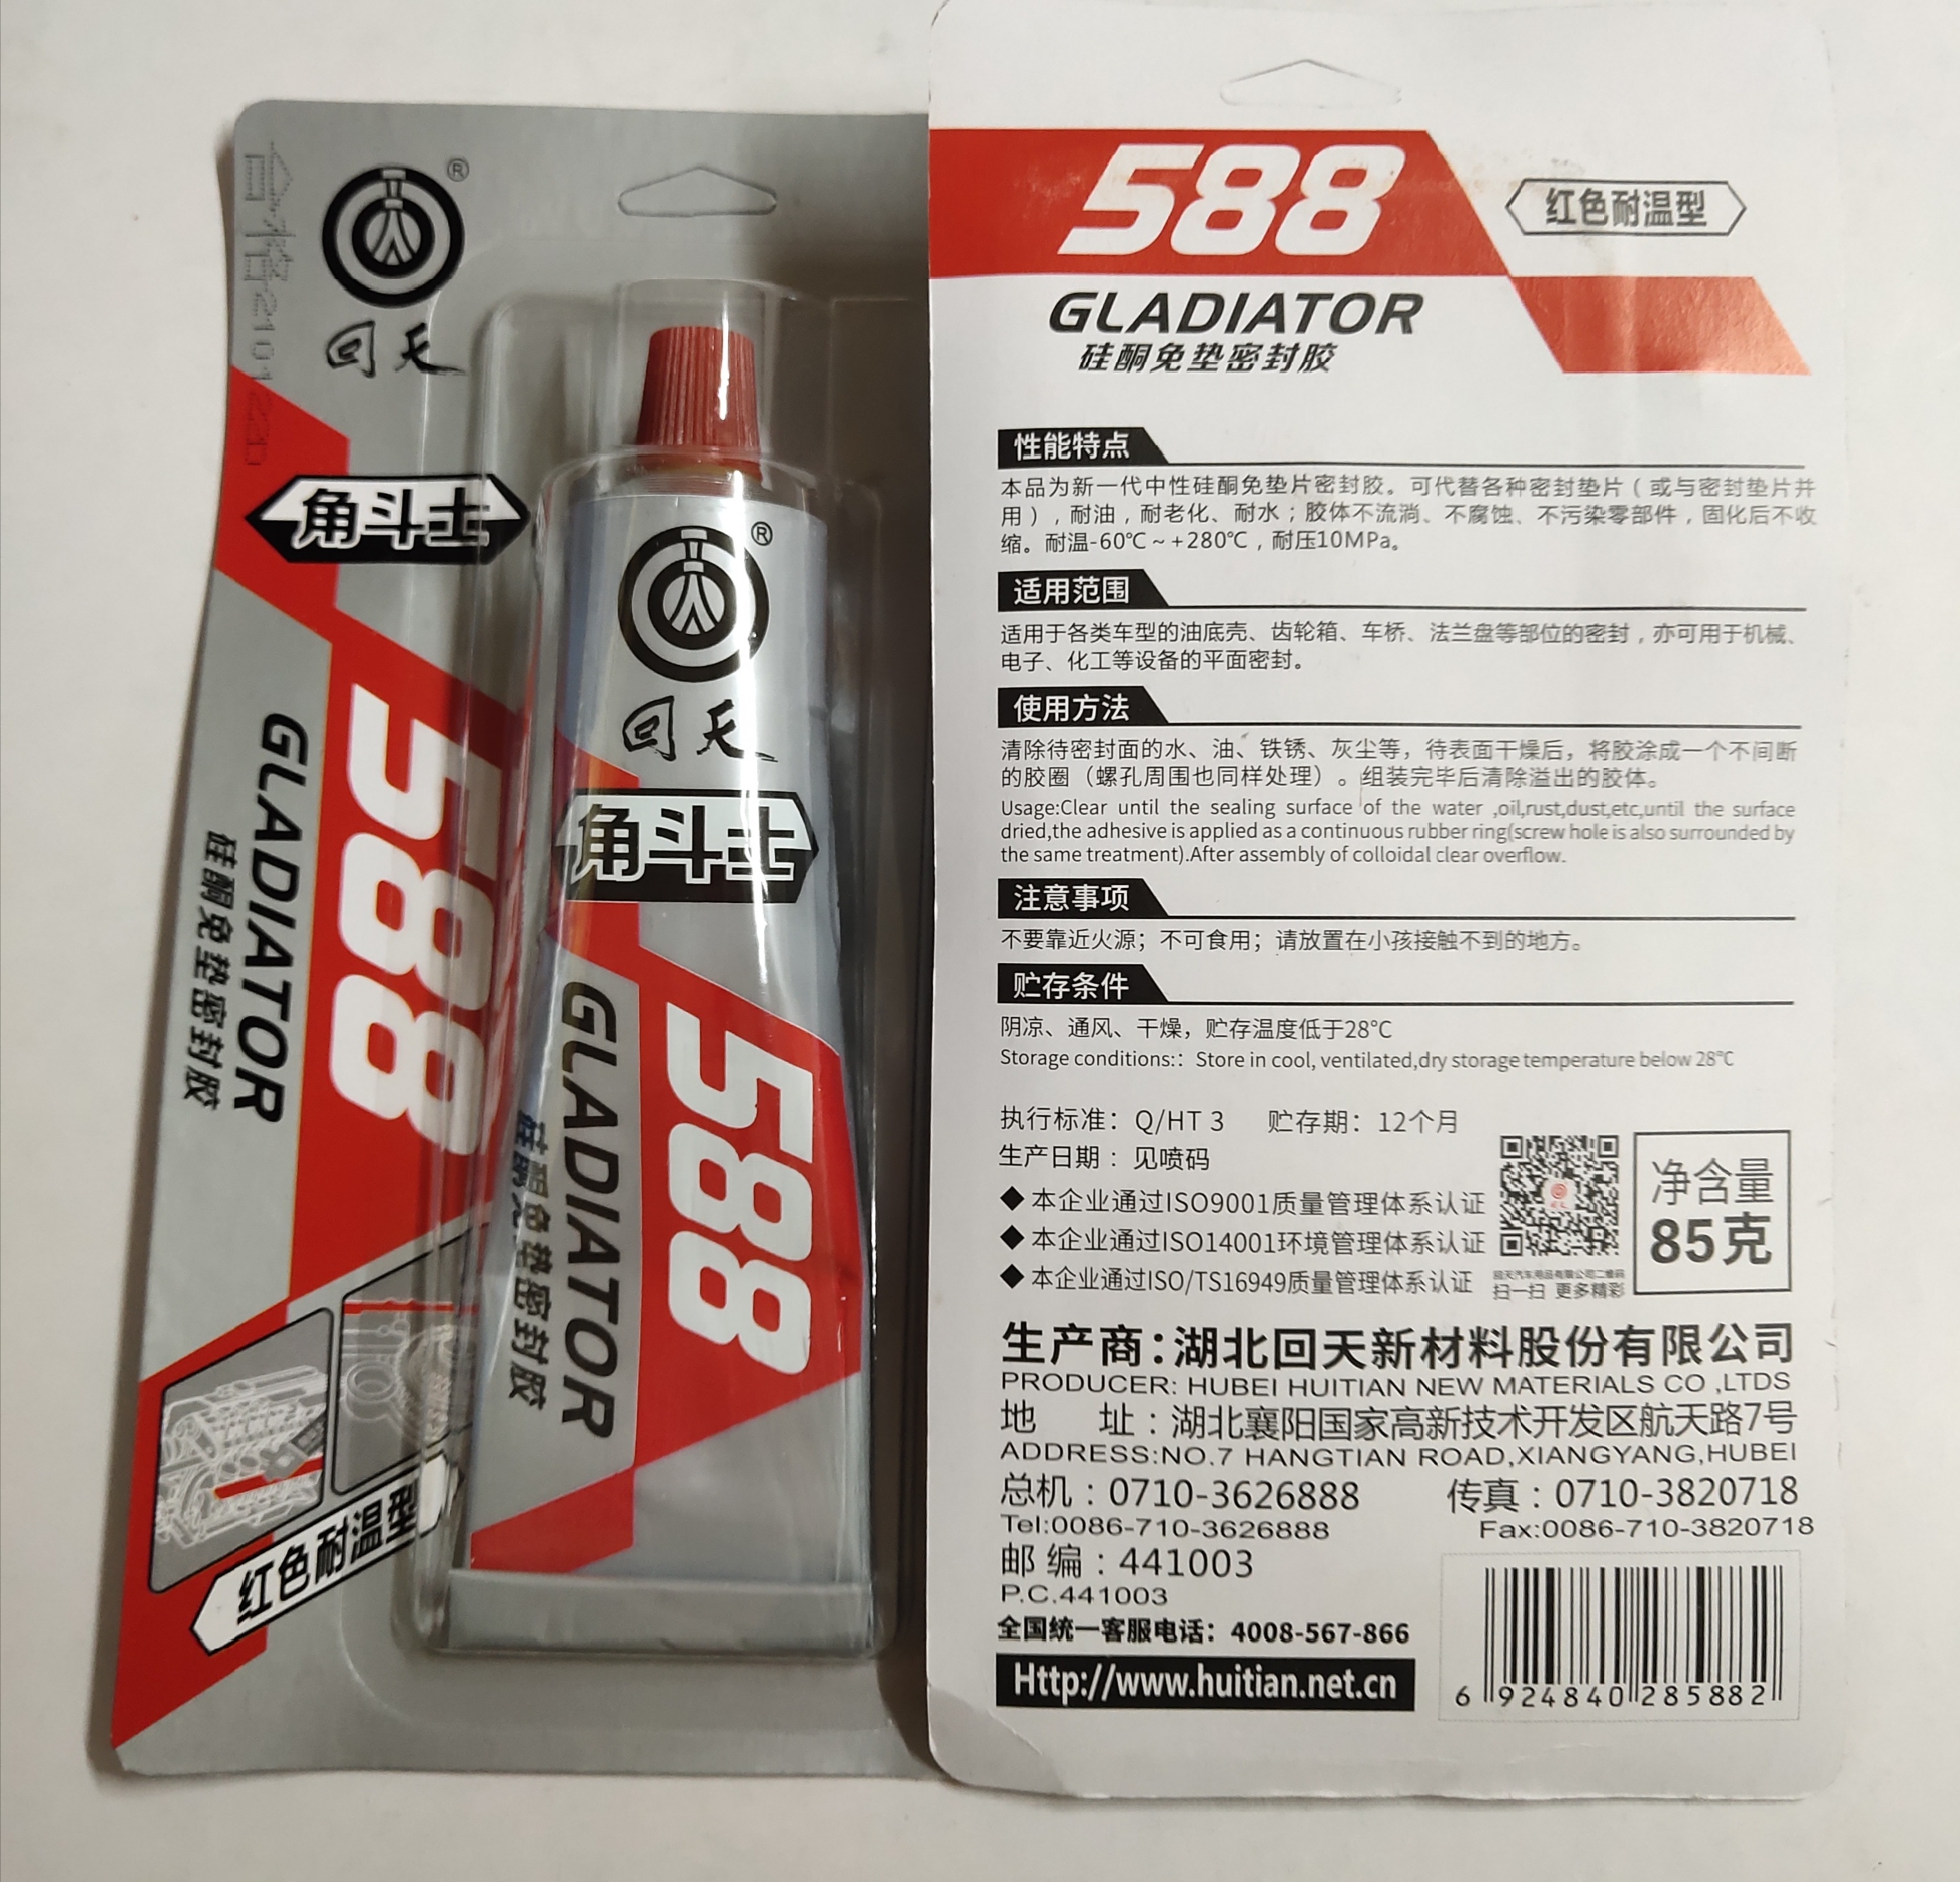 ®
回天
角斗士
588
GLADIATOR
硅酮免垫密封胶
红色耐温型
®
回天
角斗士
588
GLADIATOR
硅酮免垫密封胶
588
红色耐温型
GLADIATOR
硅酮免垫密封胶
性能特点
本品为新一代中性硅酮免垫片密封胶。可代替各种密封垫片（或与密封垫片并
用），耐油，耐老化、耐水；胶体不流淌、不腐蚀、不污染零部件，固化后不收
缩。耐温-60℃～+280℃，耐压10MPa。
适用范围
适用于各类车型的油底壳、齿轮箱、车桥、法兰盘等部位的密封，亦可用于机械、
电子、化工等设备的平面密封。
使用方法
清除待密封面的水、油、铁锈、灰尘等，待表面干燥后，将胶涂成一个不间断
的胶圈（螺孔周围也同样处理）。组装完毕后清除溢出的胶体。
Usage:Clear until the sealing surface of the water ,oil,rust,dust,etc,until the surface
dried,the adhesive is applied as a continuous rubber ring(screw hole is also surrounded by
the same treatment).After assembly of colloidal clear overflow.
注意事项
不要靠近火源；不可食用；请放置在小孩接触不到的地方。
贮存条件
阴凉、通风、干燥，贮存温度低于28°C
Storage conditions:：Store in cool, ventilated,dry storage temperature below 28°C
执行标准：Q/HT 3 贮存期：12个月
生产日期：见喷码
◆ 本企业通过ISO9001质量管理体系认证
◆ 本企业通过ISO14001环境管理体系认证
◆ 本企业通过ISO/TS16949质量管理体系认证
回天汽车用品有限公司二维码
扫一扫 更多精彩
净含量
85克
生产商：湖北回天新材料股份有限公司
PRODUCER: HUBEI HUITIAN NEW MATERIALS CO ,LTDS
地 址：湖北襄阳国家高新技术开发区航天路7号
ADDRESS:NO.7 HANGTIAN ROAD,XIANGYANG,HUBEI
总机：0710-3626888 传真：0710-3820718
Tel:0086-710-3626888 Fax:0086-710-3820718
邮 编：441003
P.C.441003
全国统一客服电话：4008-567-866
Http://www.huitian.net.cn
6 924840 285882